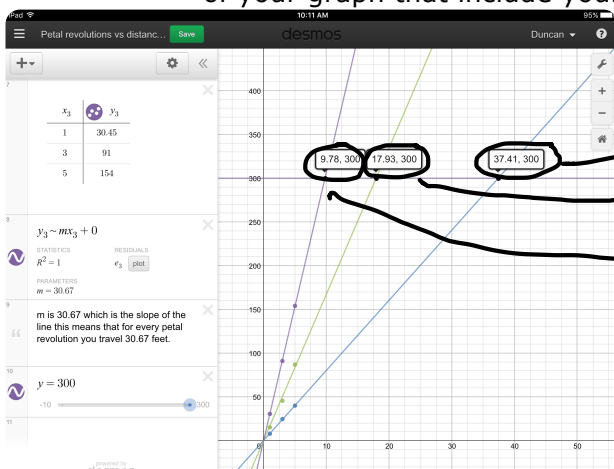 of your graph that include your
iPad
10:11 AM
95%
Petal revolutions vs distanc...
Save
desmos
Duncan
?
+
«
7
x3 y3
1 30.45
3 91
5 154
8
y3 ~ mx3 + 0
STATISTICS RESIDUALS
R² = 1 e3 plot
PARAMETERS
m = 30.67
9
m is 30.67 which is the slope of the
line this means that for every petal
revolution you travel 30.67 feet.
10
y = 300
-10 300
11
powered by
400
350
9.78, 300 17.93, 300 37.41, 300
300
250
200
150
100
50
0 10 20 30 40 50
+
−